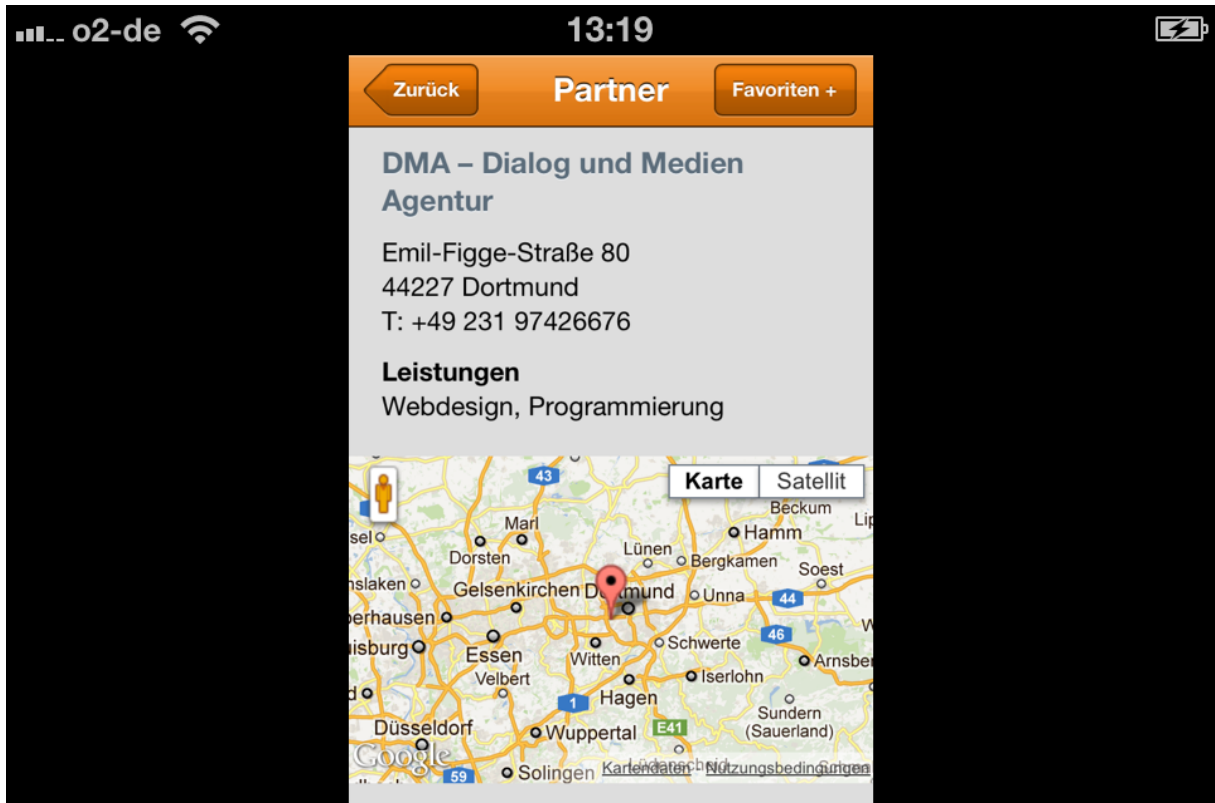 o2-de 13:19
Zurück Partner Favoriten +
DMA – Dialog und Medien
Agentur
Emil-Figge-Straße 80
44227 Dortmund
T: +49 231 97426676
Leistungen
Webdesign, Programmierung
43 Karte Satellit
Beckum
Marl
Hamm
Dorsten Lünen Bergkamen
Soest
Gelsenkirchen Unna 44
46
Schwerte
Essen Witten Arnsber
Velbert Iserlohn
1 Hagen
Sundern
Düsseldorf Wuppertal E41 (Sauerland)
Google
59 Solingen Kartendaten Nutzungsbedingungen